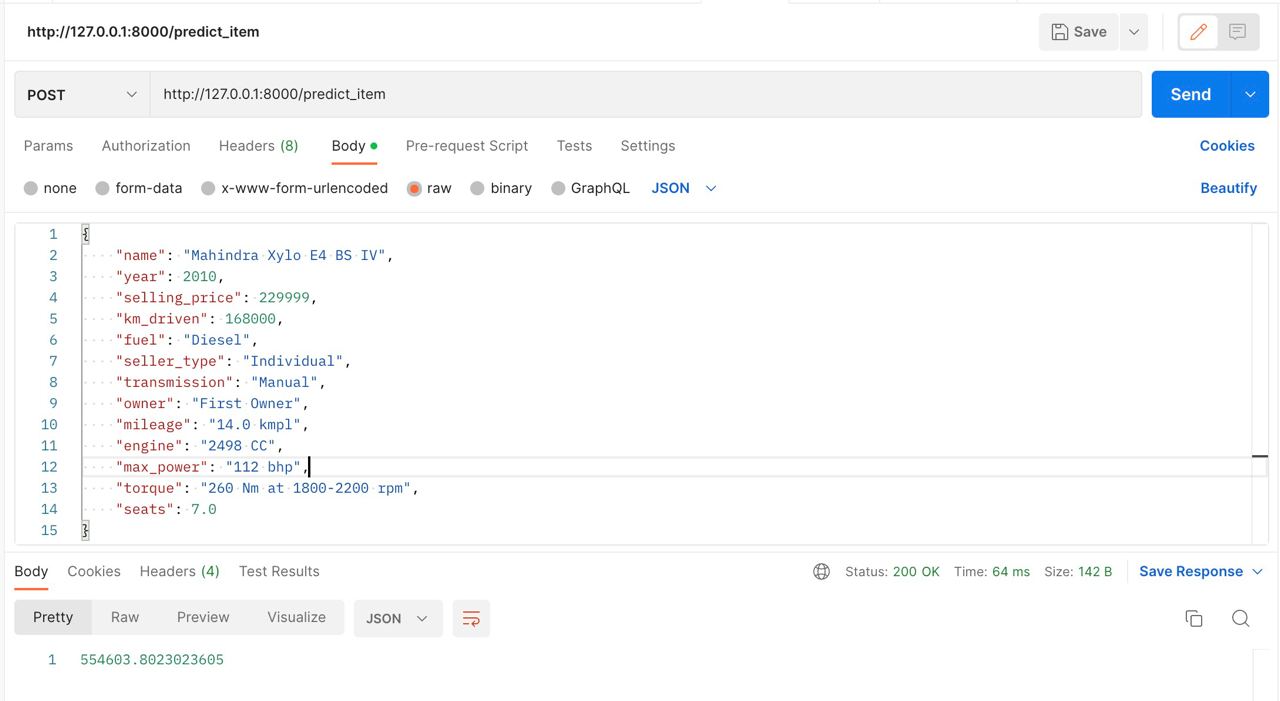 http://127.0.0.1:8000/predict_item
Save
POST
http://127.0.0.1:8000/predict_item
Send
Params Authorization Headers (8) Body Pre-request Script Tests Settings Cookies
none form-data x-www-form-urlencoded raw binary GraphQL JSON Beautify
1 {
2 "name": "Mahindra Xylo E4 BS IV",
3 "year": 2010,
4 "selling_price": 229999,
5 "km_driven": 168000,
6 "fuel": "Diesel",
7 "seller_type": "Individual",
8 "transmission": "Manual",
9 "owner": "First Owner",
10 "mileage": "14.0 kmpl",
11 "engine": "2498 CC",
12 "max_power": "112 bhp",
13 "torque": "260 Nm at 1800-2200 rpm",
14 "seats": 7.0
15 }
Body Cookies Headers (4) Test Results Status: 200 OK Time: 64 ms Size: 142 B Save Response
Pretty Raw Preview Visualize JSON
1 554603.8023023605